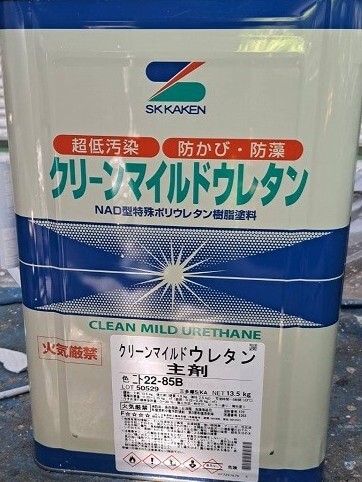 SK KAKEN
超低汚染 防かび・防藻
クリーンマイルドウレタン
NAD型特殊ポリウレタン樹脂塗料
CLEAN MILD URETHANE
火気厳禁
クリーンマイルドウレタン
主剤
22-85B
LOT 50529
NET 13.5 kg
火気厳禁